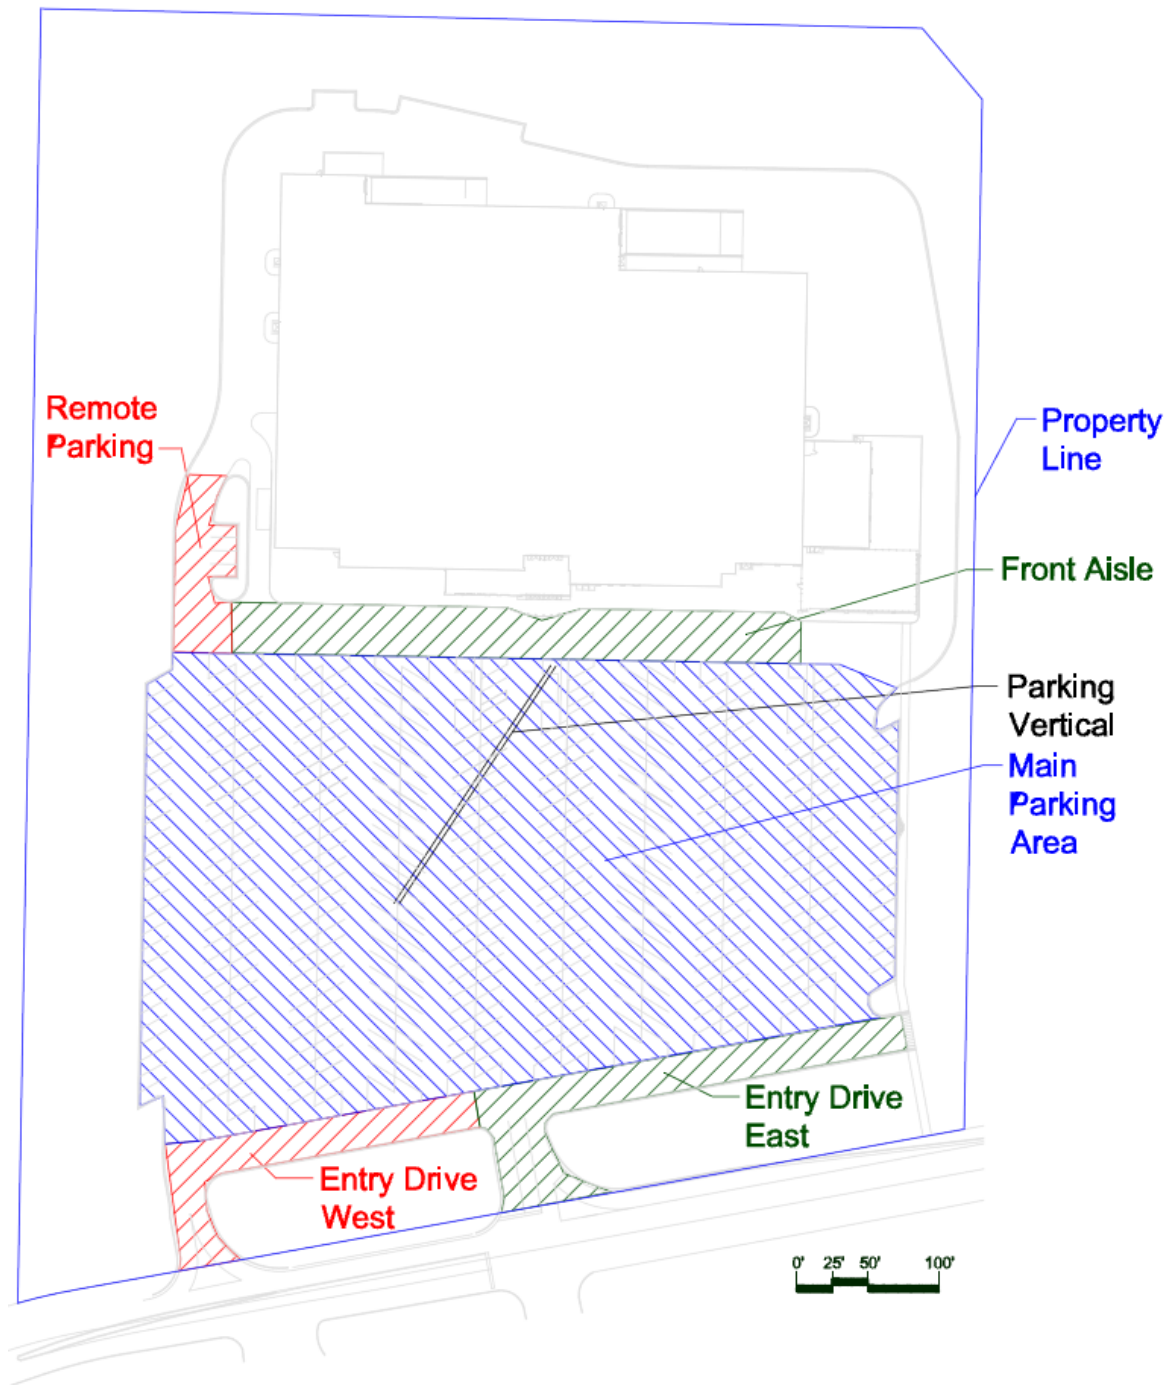 Remote
Parking
Property
Line
Front Aisle
Parking
Vertical
Main
Parking
Area
Entry Drive
East
Entry Drive
West
0' 25' 50' 100'